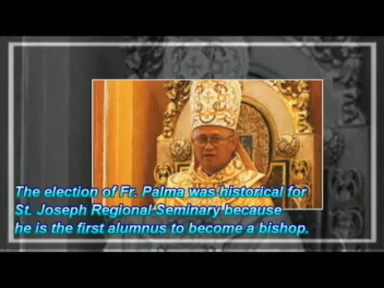 The election of Fr. Palma was historical for
St. Joseph Regional Seminary because
he is the first alumnus to become a bishop.